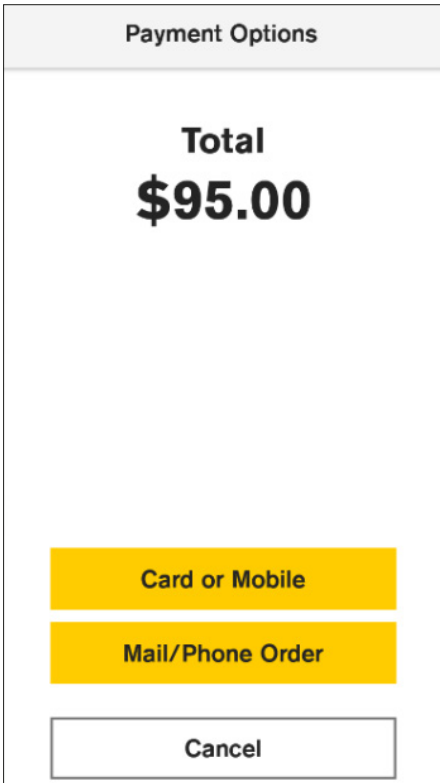 Payment Options
Total
$95.00
Card or Mobile
Mail/Phone Order
Cancel